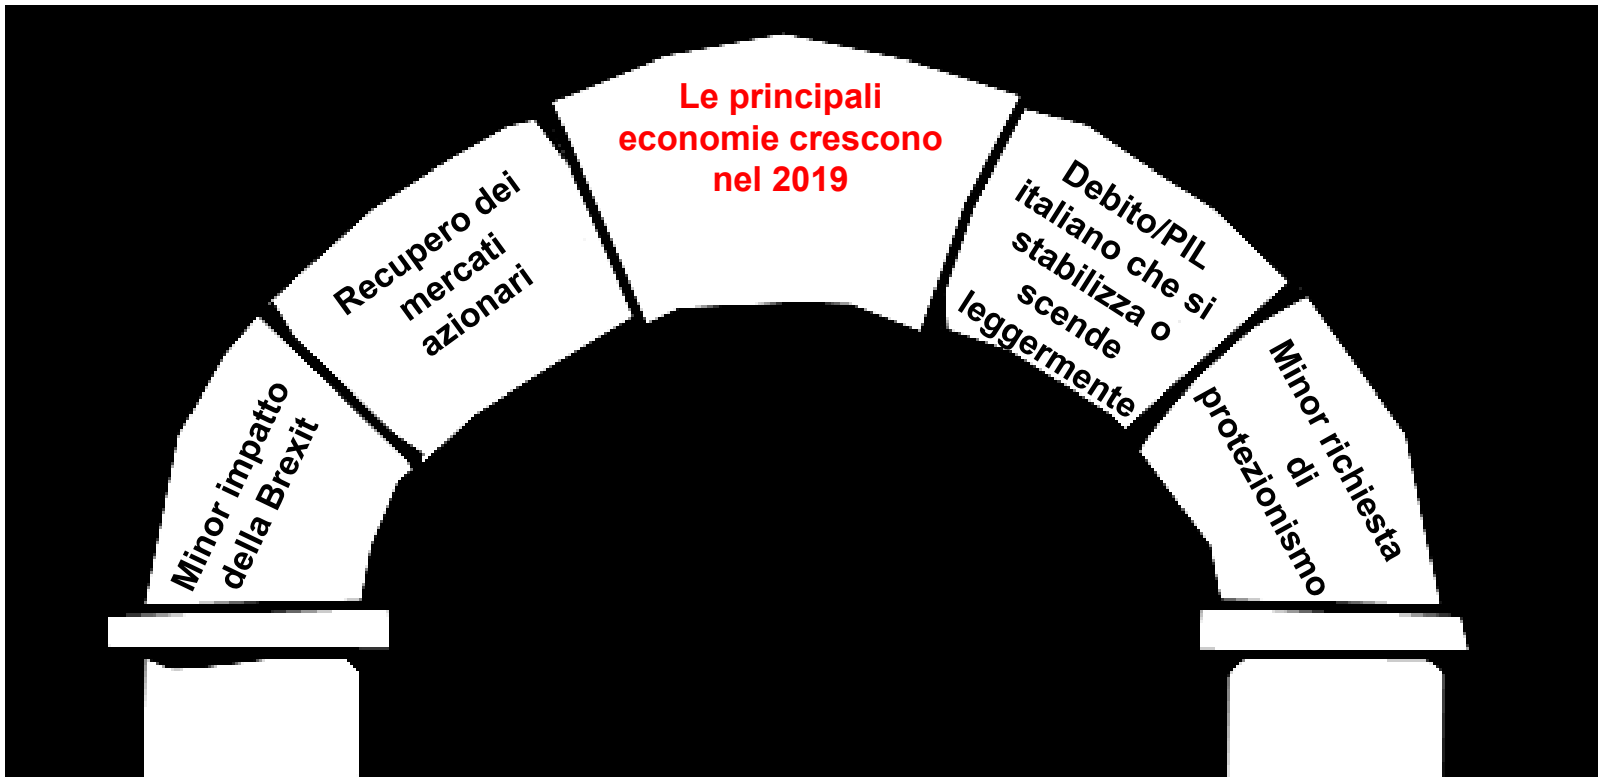 Le principali
economie crescono
nel 2019
Recupero dei
mercati
azionari
Debito/PIL
italiano che si
stabilizza o
scende
leggermente
Minor impatto
della Brexit
Minor richiesta
di
protezionismo